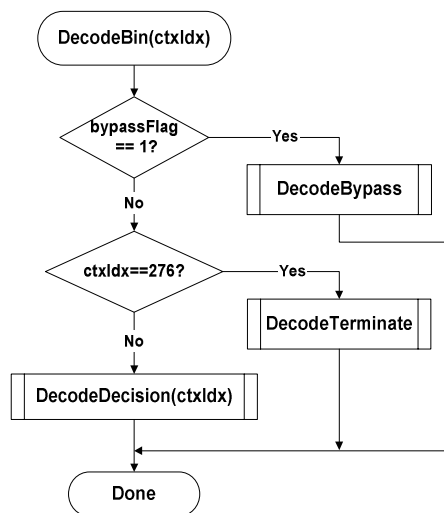 DecodeBin(ctxIdx)
bypassFlag
== 1?
Yes
DecodeBypass
No
ctxIdx==276?
Yes
DecodeTerminate
No
DecodeDecision(ctxIdx)
Done